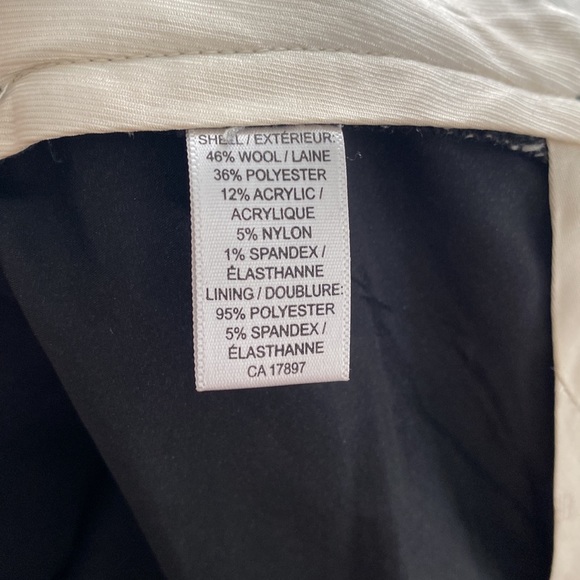 SHELL / EXTÉRIEUR:
46% WOOL / LAINE
36% POLYESTER
12% ACRYLIC /
ACRYLIQUE
5% NYLON
1% SPANDEX /
ÉLASTHANNE
LINING / DOUBLURE:
95% POLYESTER
5% SPANDEX /
ÉLASTHANNE
CA 17897